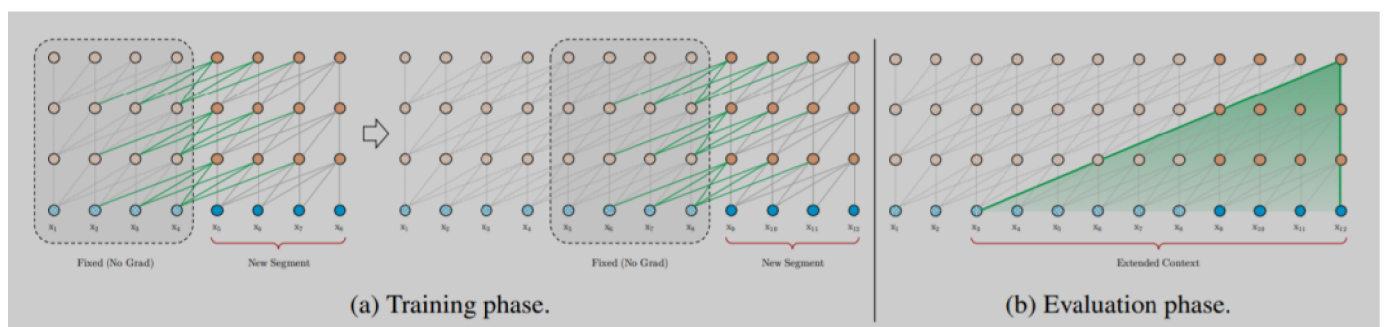 x₁ x₂ x₃ x₄ x₅ x₆ x₇ x₈ x₁ x₂ x₃ x₄ x₅ x₆ x₇ x₈ x₉ x₁₀ x₁₁ x₁₂ x₁ x₂ x₃ x₄ x₅ x₆ x₇ x₈ x₉ x₁₀ x₁₁ x₁₂
Fixed (No Grad) New Segment Fixed (No Grad) New Segment Extended Context
(a) Training phase. (b) Evaluation phase.